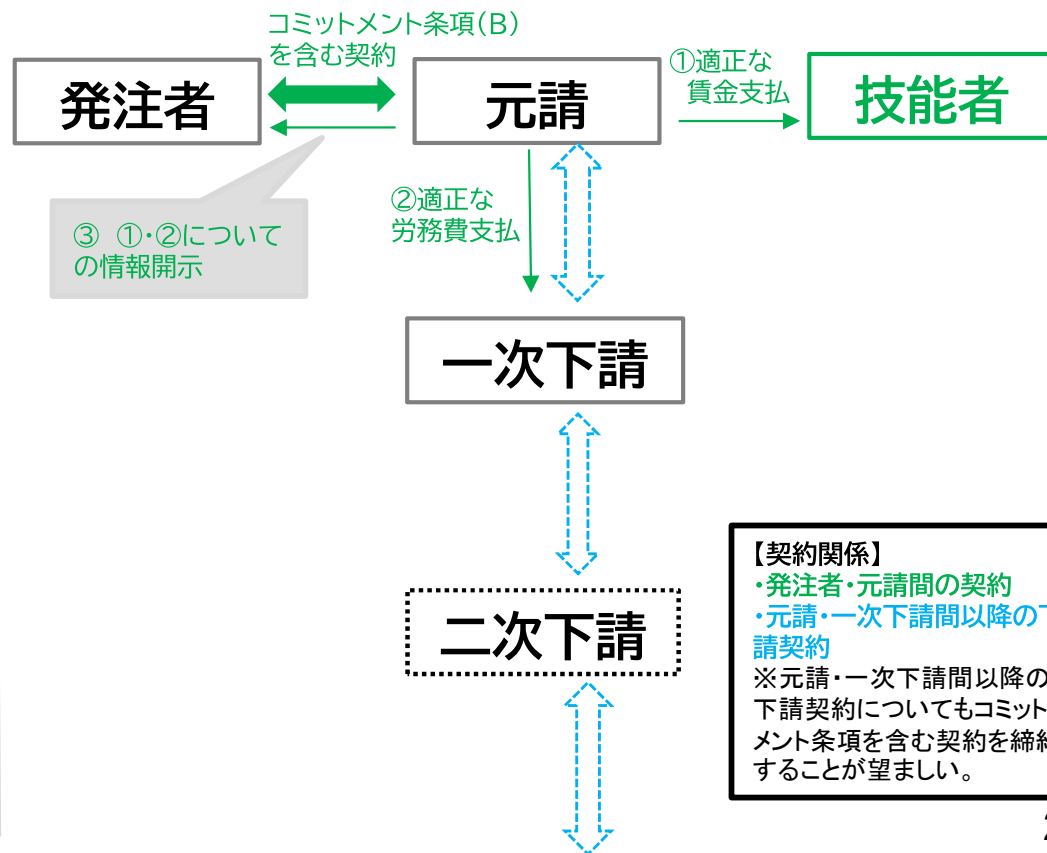 コミットメント条項(B)
を含む契約
発注者
元請
①適正な
賃金支払
技能者
②適正な
労務費支払
③ ①・②について
の情報開示
一次下請
二次下請
【契約関係】
・発注者・元請間の契約
・元請・一次下請間以降の下
請契約
※元請・一次下請間以降の
下請契約についてもコミット
メント条項を含む契約を締結
することが望ましい。